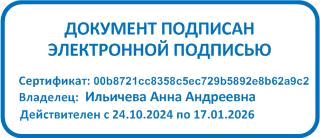 ДОКУМЕНТ ПОДПИСАН
ЭЛЕКТРОННОЙ ПОДПИСЬЮ
Сертификат: 00b8721cc8358c5ec729b5892e8b62a9c2
Владелец: Ильичева Анна Андреевна
Действителен с 24.10.2024 по 17.01.2026